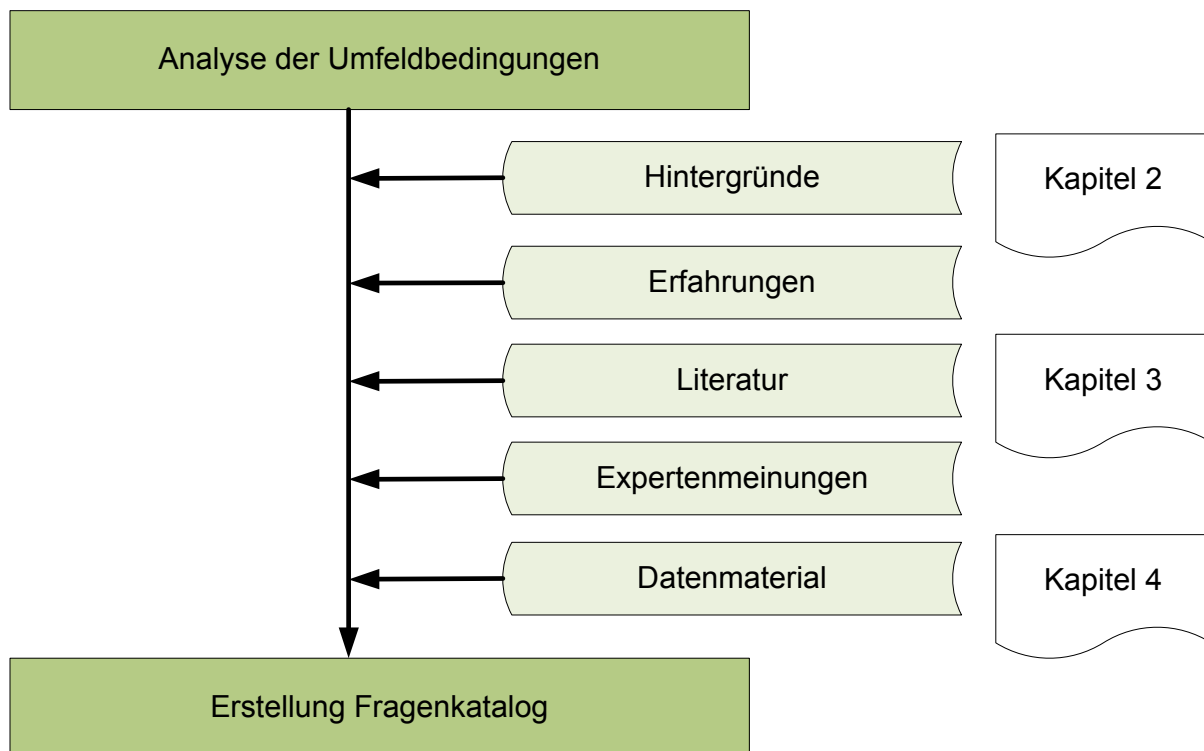 Analyse der Umfeldbedingungen
Hintergründe
Kapitel 2
Erfahrungen
Literatur
Kapitel 3
Expertenmeinungen
Datenmaterial
Kapitel 4
Erstellung Fragenkatalog